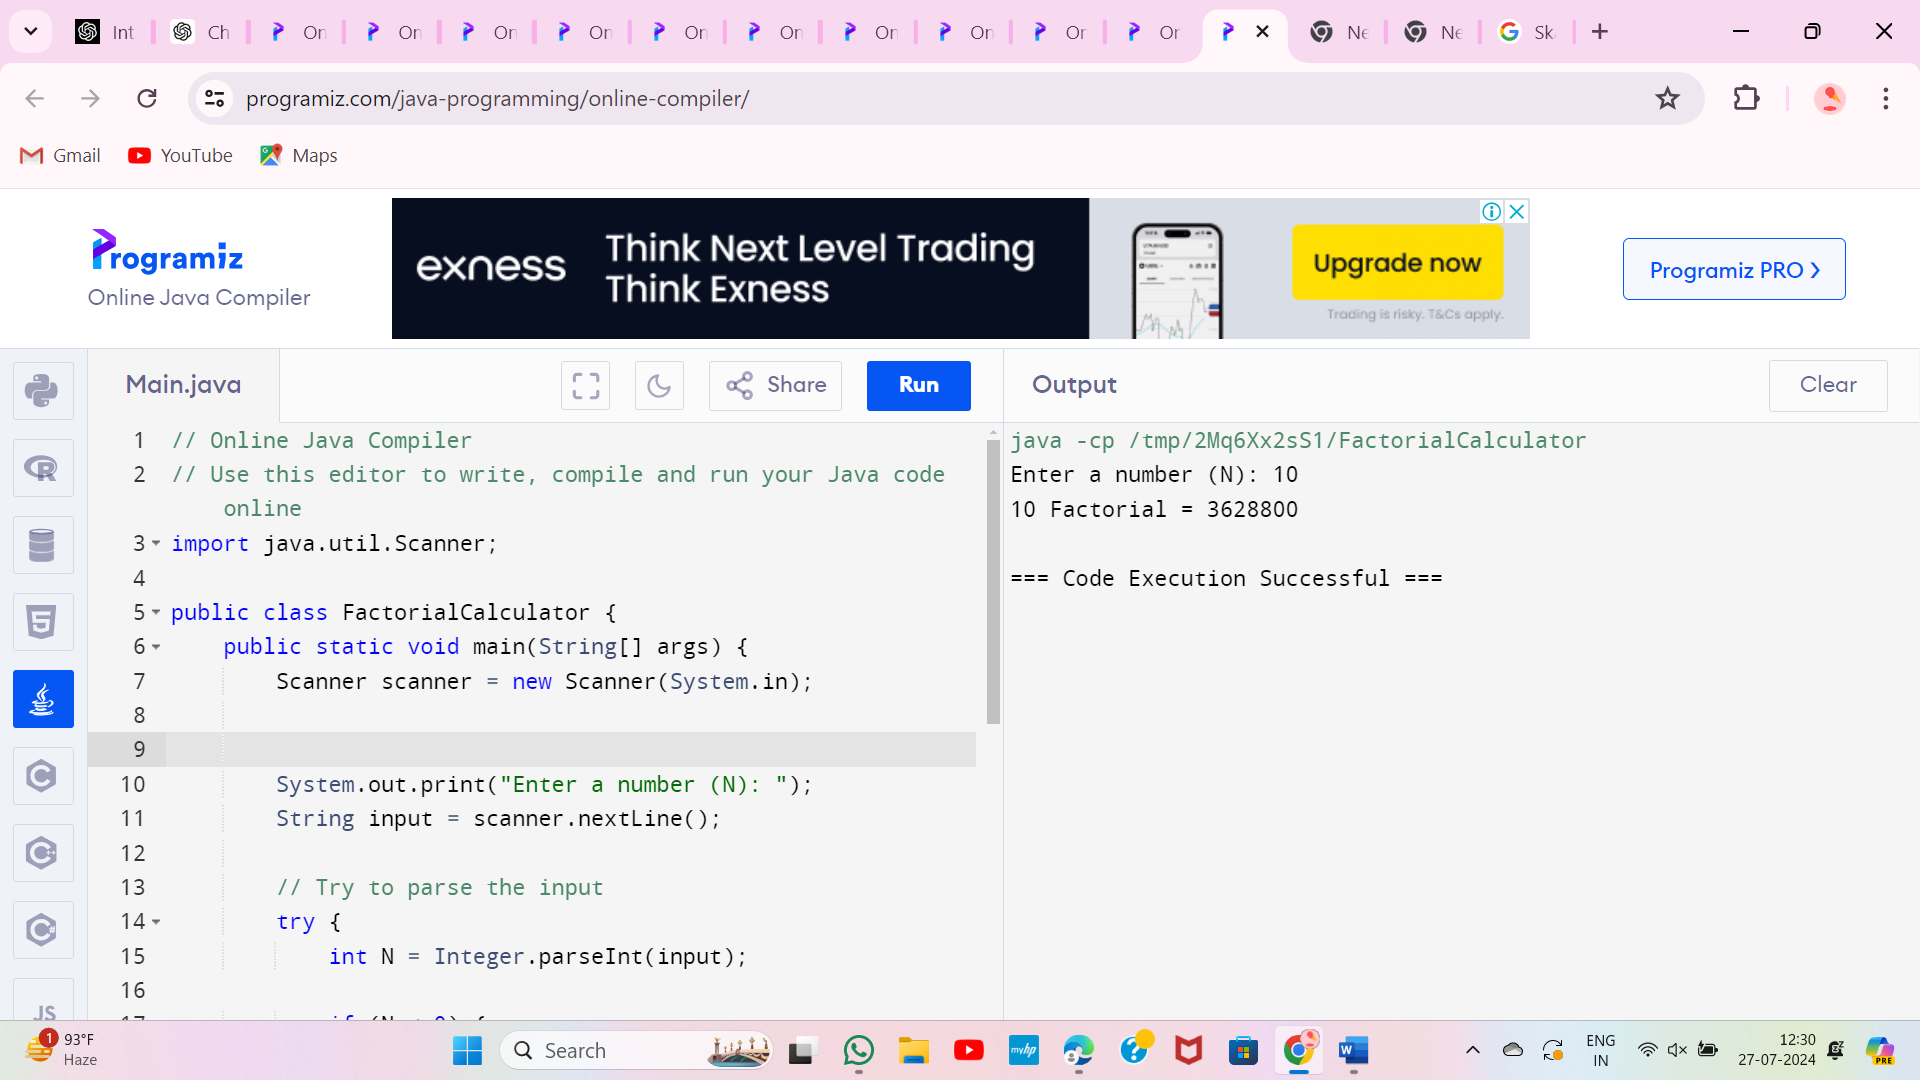 Int
Ch
On
On
On
On
On
On
On
On
Or
Or
Ne
Ne
Sk
programiz.com/java-programming/online-compiler/
Gmail
YouTube
Maps
Programiz
Online Java Compiler
exness
Think Next Level Trading
Think Exness
Upgrade now
Trading is risky. T&Cs apply.
Programiz PRO
Main.java
Share
Run
Output
Clear
1 // Online Java Compiler
2 // Use this editor to write, compile and run your Java code
online
3 import java.util.Scanner;
4
5 public class FactorialCalculator {
6 public static void main(String[] args) {
7 Scanner scanner = new Scanner(System.in);
8
9
10 System.out.print("Enter a number (N): ");
11 String input = scanner.nextLine();
12
13 // Try to parse the input
14 try {
15 int N = Integer.parseInt(input);
16
17 if (N < 0) {
java -cp /tmp/2Mq6Xx2sS1/FactorialCalculator
Enter a number (N): 10
10 Factorial = 3628800
=== Code Execution Successful ===
JS
1
93°F
Haze
Search
myhp
W
PRE
ENG
IN
12:30
27-07-2024